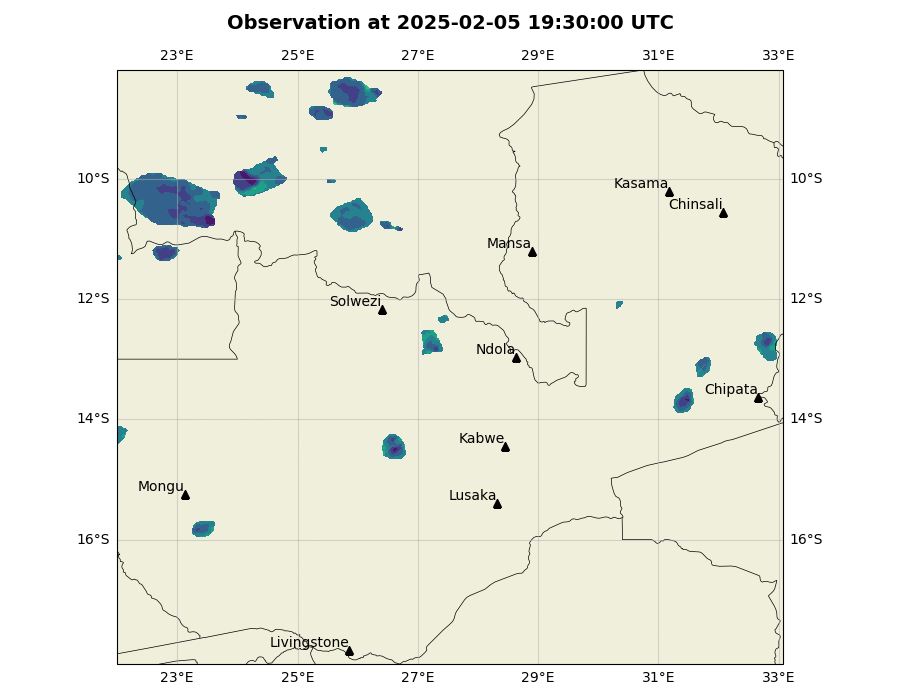 Observation at 2025-02-05 19:30:00 UTC
23°E 25°E 27°E 29°E 31°E 33°E
10°S 10°S
Kasama
Chinsali
Mansa
12°S 12°S
Solwezi
Ndola
Chipata
14°S 14°S
Kabwe
Mongu
Lusaka
16°S 16°S
Livingstone
23°E 25°E 27°E 29°E 31°E 33°E